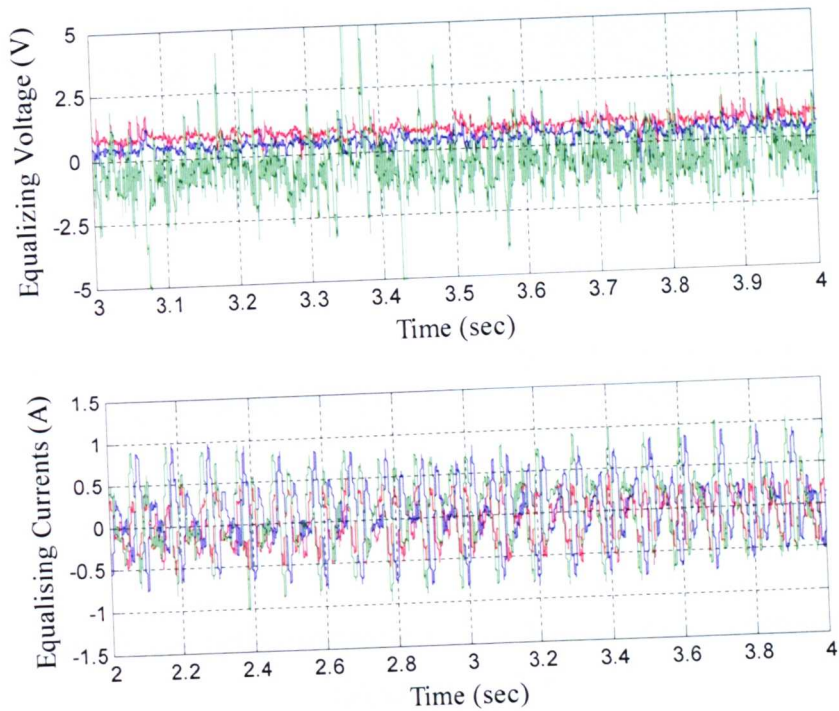 Equalizing Voltage (V)
5
2.5
0
-2.5
-5
3 3.1 3.2 3.3 3.4 3.5 3.6 3.7 3.8 3.9 4
Time (sec)
Equalising Currents (A)
1.5
1
0.5
0
-0.5
-1
-1.5
2 2.2 2.4 2.6 2.8 3 3.2 3.4 3.6 3.8 4
Time (sec)